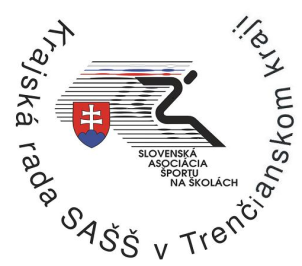 Krajská rada SAŠŠ v Trenčianskom kraji
SLOVENSKÁ
ASOCIÁCIA
ŠPORTU
NA ŠKOLÁCH